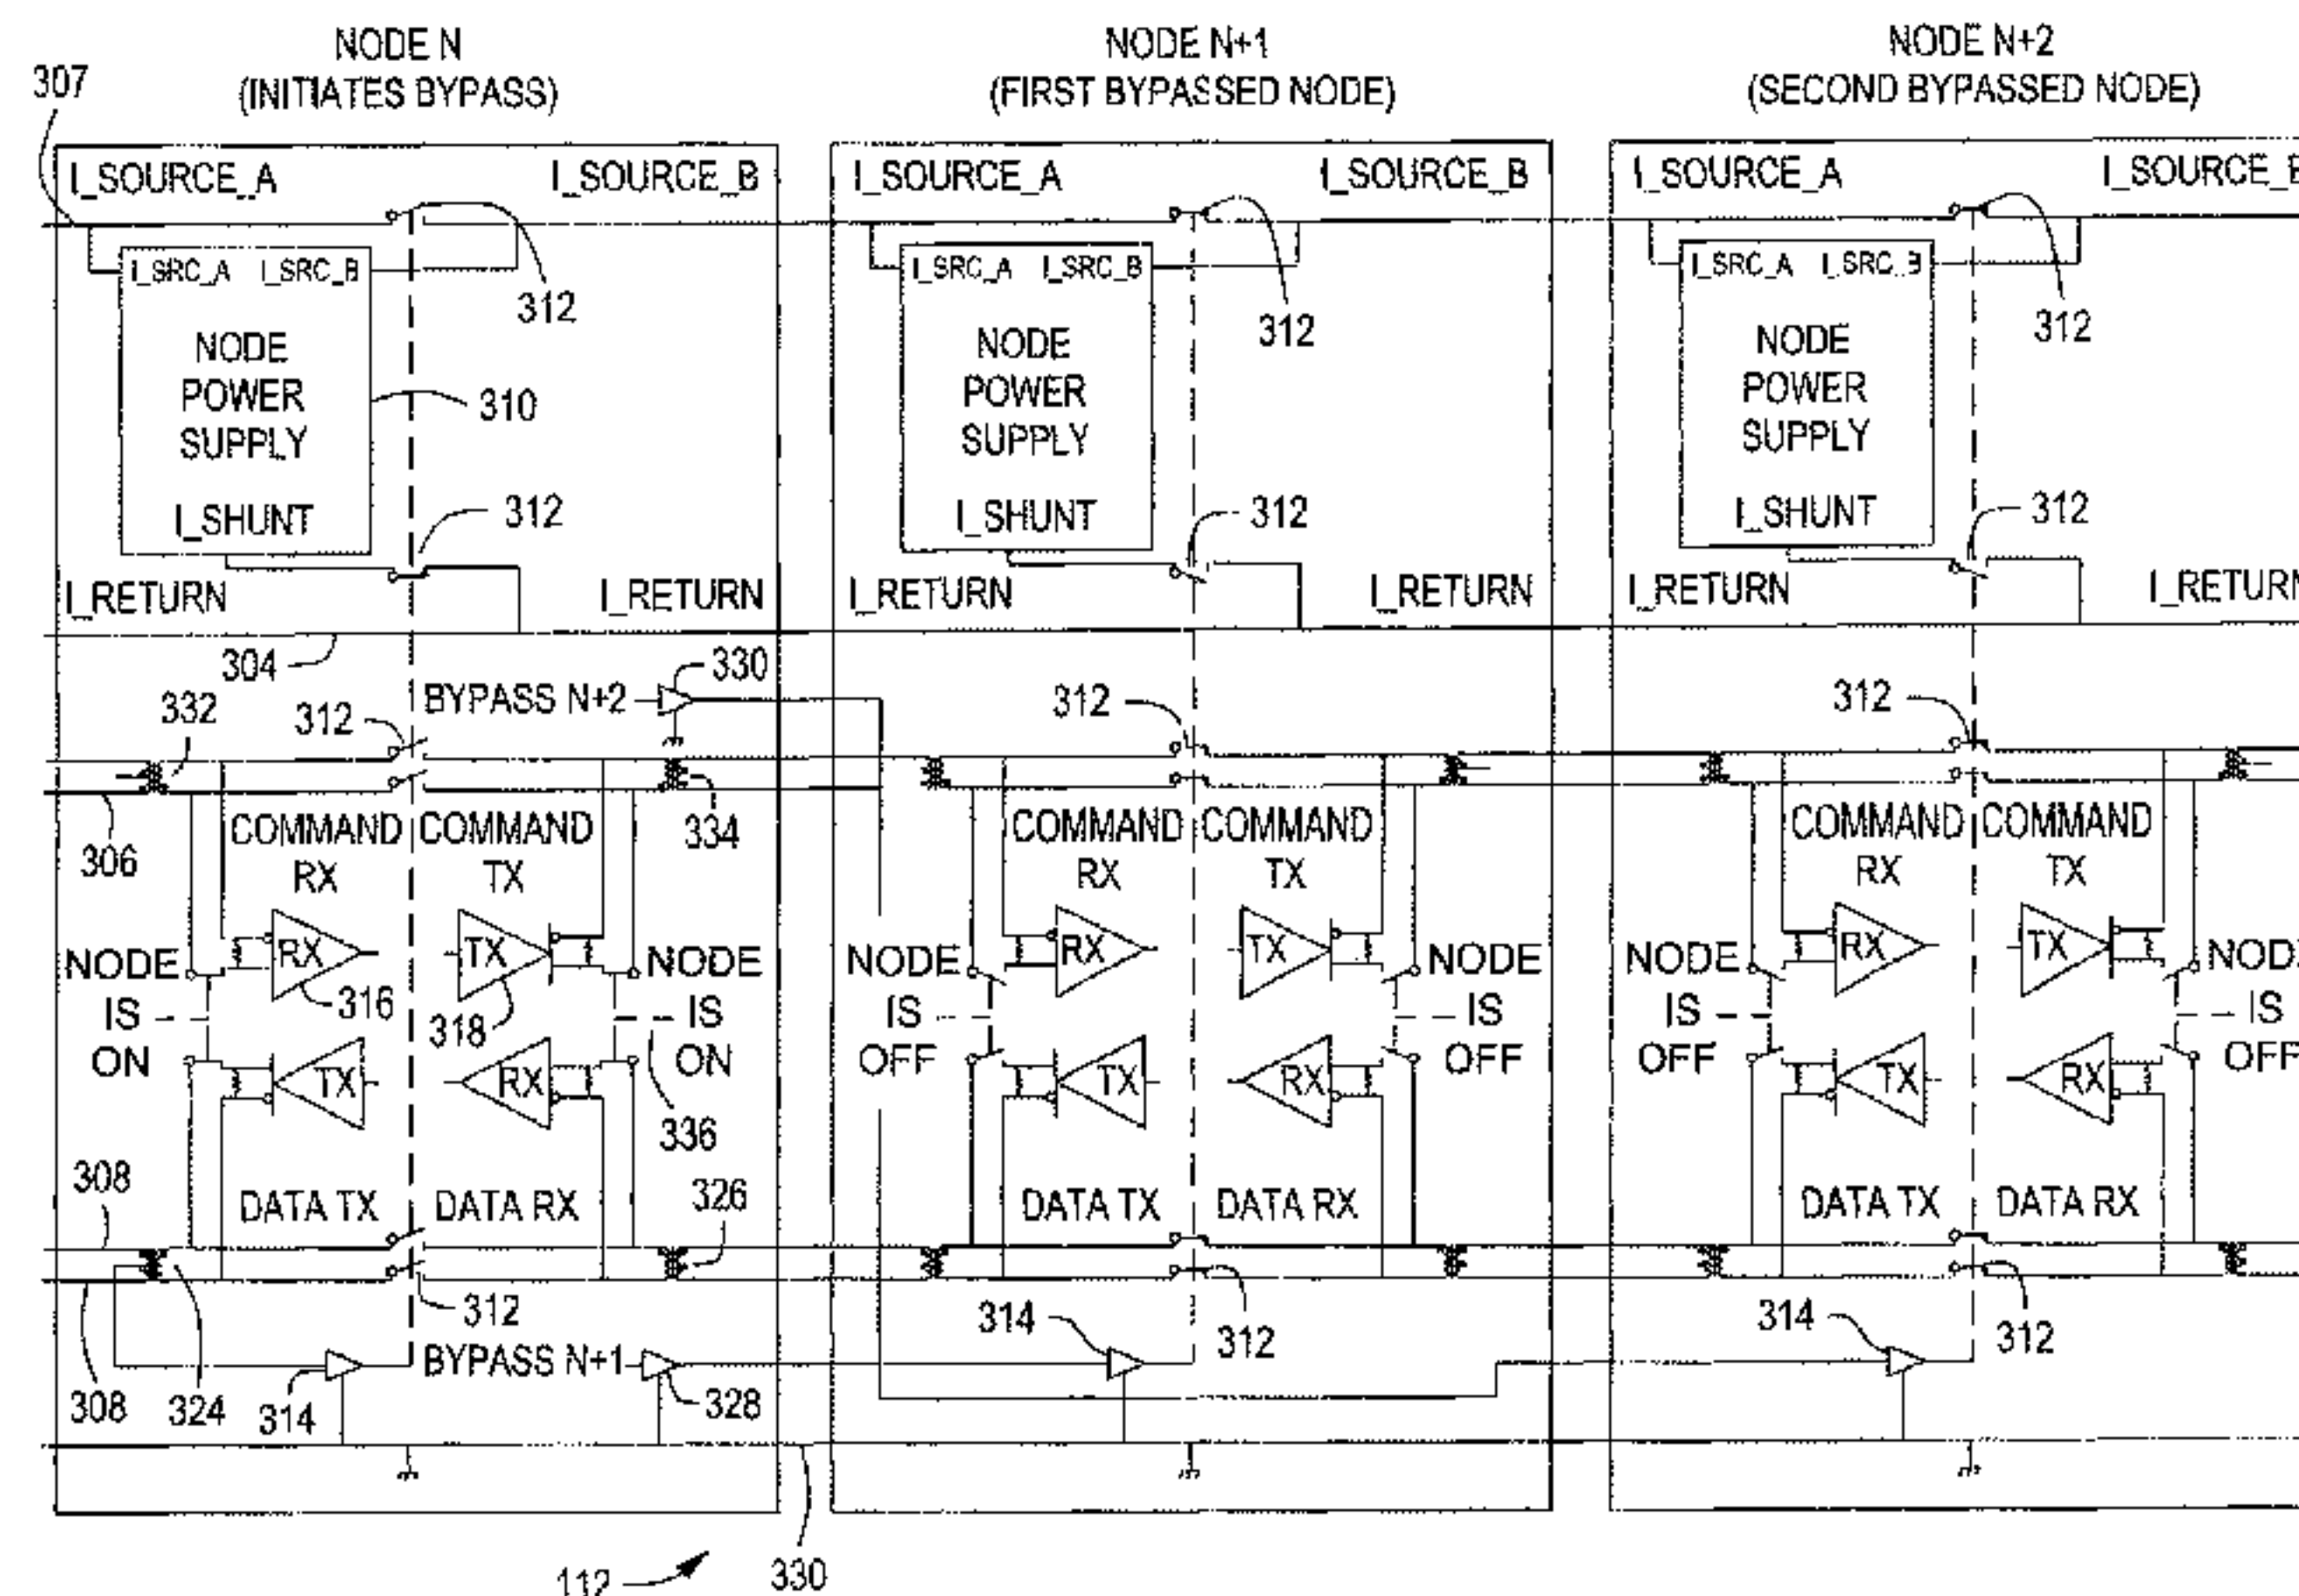 NODE N
(INITIATES BYPASS)
NODE N+1
(FIRST BYPASSED NODE)
NODE N+2
(SECOND BYPASSED NODE)
307
I_SOURCE_A
I_SOURCE_B
I_SOURCE_A
I_SOURCE_B
I_SOURCE_A
I_SOURCE_B
I_SRC_A
I_SRC_B
312
I_SRC_A
I_SRC_B
312
I_SRC_A
I_SRC_B
312
NODE
POWER
SUPPLY
310
NODE
POWER
SUPPLY
NODE
POWER
SUPPLY
I_SHUNT
312
I_SHUNT
312
I_SHUNT
312
I_RETURN
I_RETURN
I_RETURN
I_RETURN
I_RETURN
I_RETURN
304
330
BYPASS N+2
332
312
312
312
306
COMMAND
RX
COMMAND
TX
334
COMMAND
RX
COMMAND
TX
COMMAND
RX
COMMAND
TX
NODE
IS
ON
RX
316
TX
318
NODE
IS
ON
TX
RX
336
NODE
IS
OFF
RX
TX
NODE
IS
OFF
TX
RX
NODE
IS
OFF
RX
TX
NODE
IS
OFF
TX
RX
308
DATA TX
DATA RX
326
DATA TX
DATA RX
DATA TX
DATA RX
312
314
312
314
312
BYPASS N+1
308
324
314
328
112
330